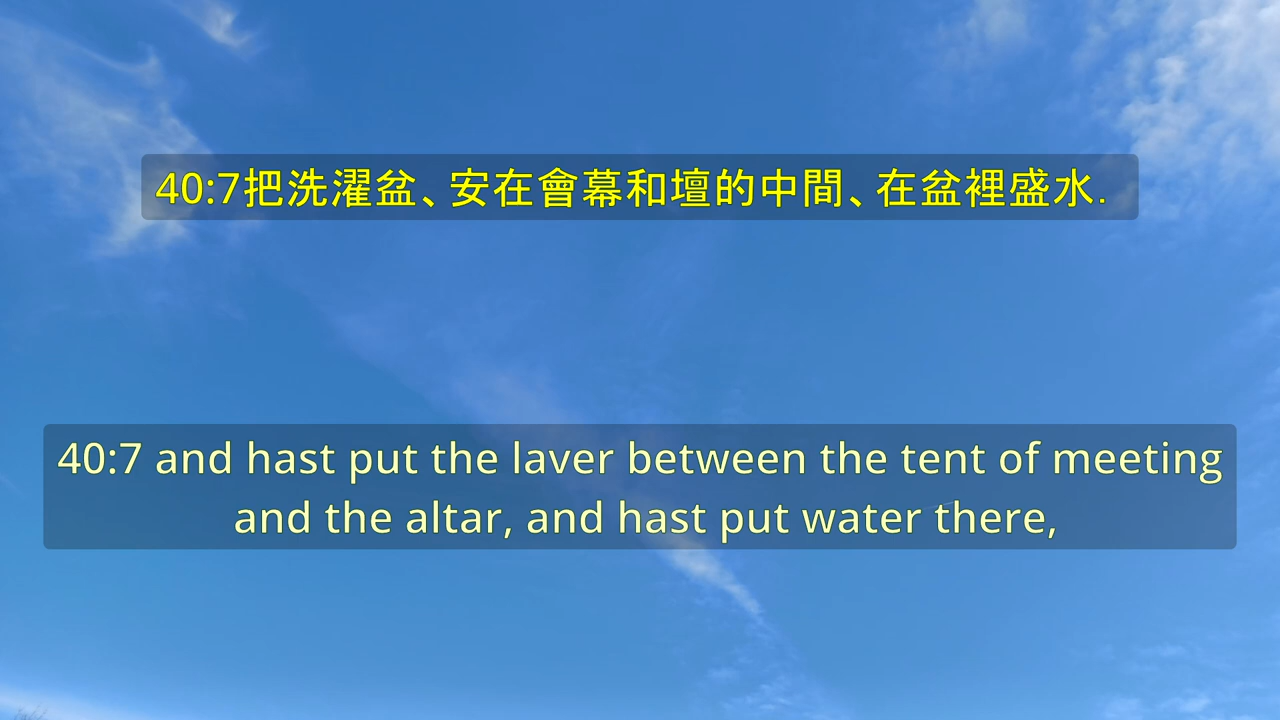 40:7把洗濯盆、安在會幕和壇的中間、在盆裡盛水.
40:7 and hast put the laver between the tent of meeting
and the altar, and hast put water there,